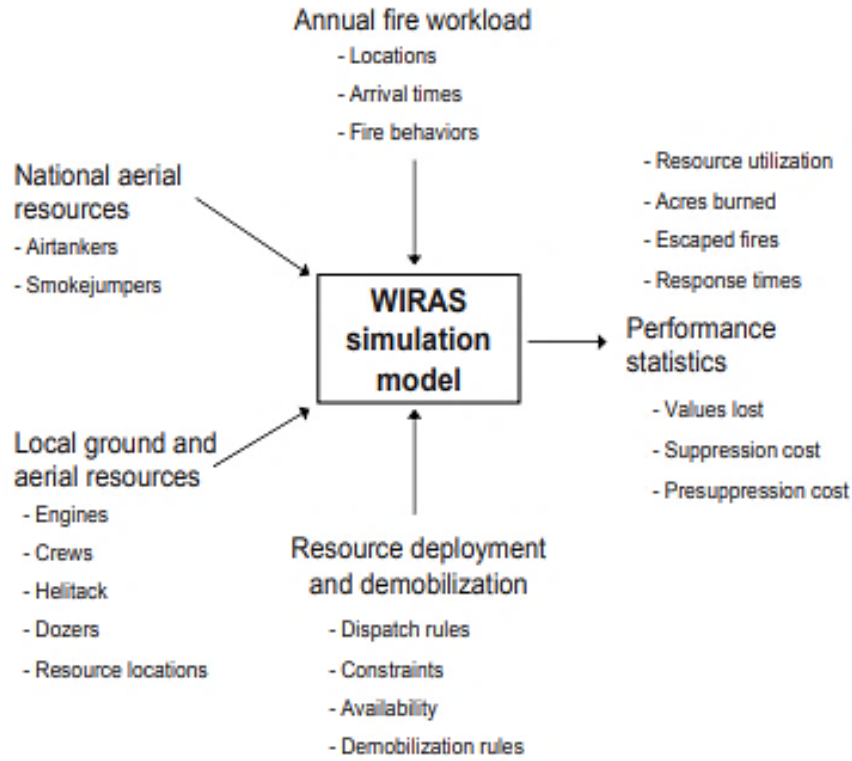 Annual fire workload
- Locations
- Arrival times
- Fire behaviors
National aerial
resources
- Airtankers
- Smokejumpers
- Resource utilization
- Acres burned
- Escaped fires
- Response times
WIRAS
simulation
model
Performance
statistics
- Values lost
- Suppression cost
- Presuppression cost
Local ground and
aerial resources
- Engines
- Crews
- Helitack
- Dozers
- Resource locations
Resource deployment
and demobilization
- Dispatch rules
- Constraints
- Availability
- Demobilization rules